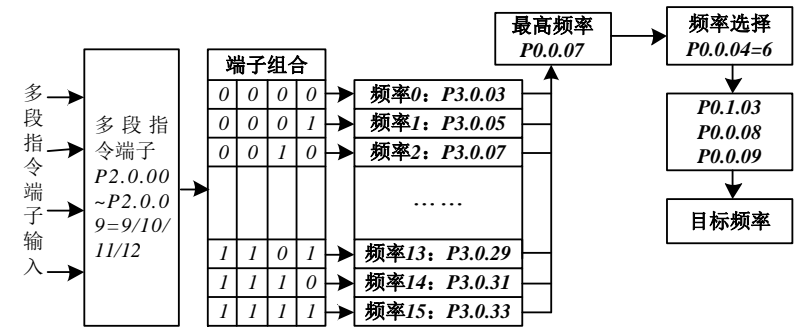 多段指令端子输入
多段指
令端子
P2.0.00
~P2.0.0
9=9/10/
11/12
端子组合
0 0 0 0
0 0 0 1
0 0 1 0
1 1 0 1
1 1 1 0
1 1 1 1
频率0：P3.0.03
频率1：P3.0.05
频率2：P3.0.07
……
频率13：P3.0.29
频率14：P3.0.31
频率15：P3.0.33
最高频率
P0.0.07
频率选择
P0.0.04=6
P0.1.03
P0.0.08
P0.0.09
目标频率